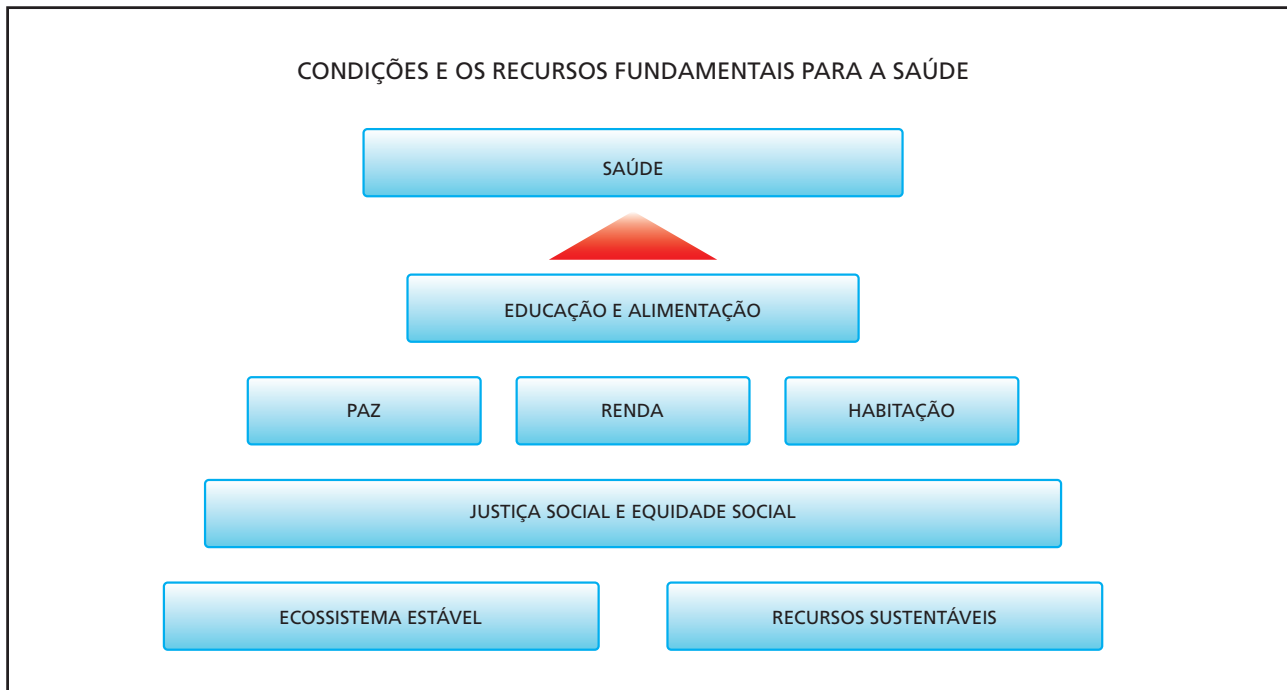 CONDIÇÕES E OS RECURSOS FUNDAMENTAIS PARA A SAÚDE
SAÚDE
EDUCAÇÃO E ALIMENTAÇÃO
PAZ
RENDA
HABITAÇÃO
JUSTIÇA SOCIAL E EQUIDADE SOCIAL
ECOSSISTEMA ESTÁVEL
RECURSOS SUSTENTÁVEIS